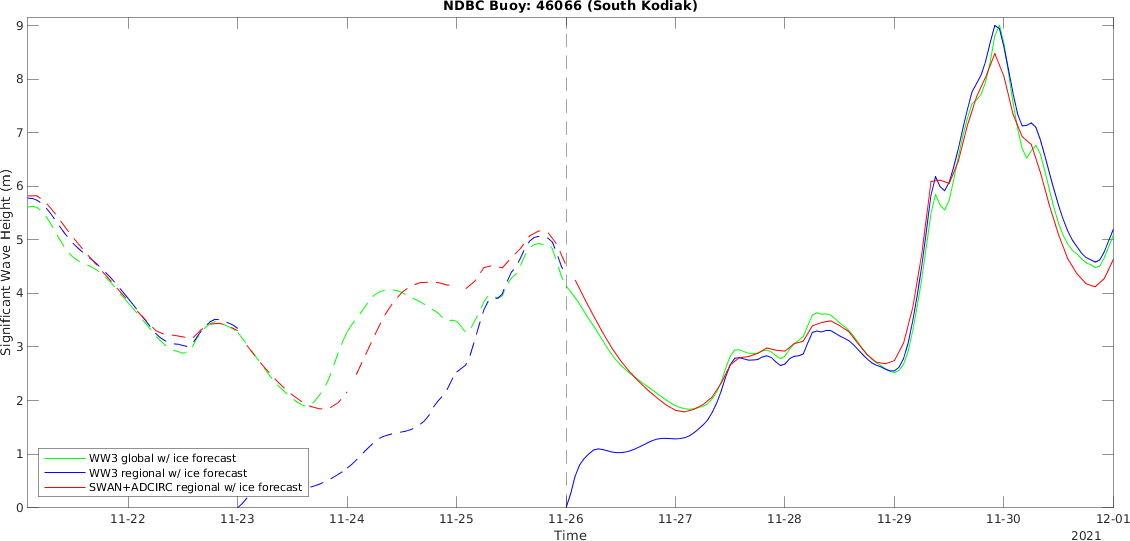 NDBC Buoy: 46066 (South Kodiak)
Significant Wave Height (m)
9
8
7
6
5
4
3
2
1
0
WW3 global w/ ice forecast
WW3 regional w/ ice forecast
SWAN+ADCIRC regional w/ ice forecast
11-22 11-23 11-24 11-25 11-26 11-27 11-28 11-29 11-30 12-01
Time
2021